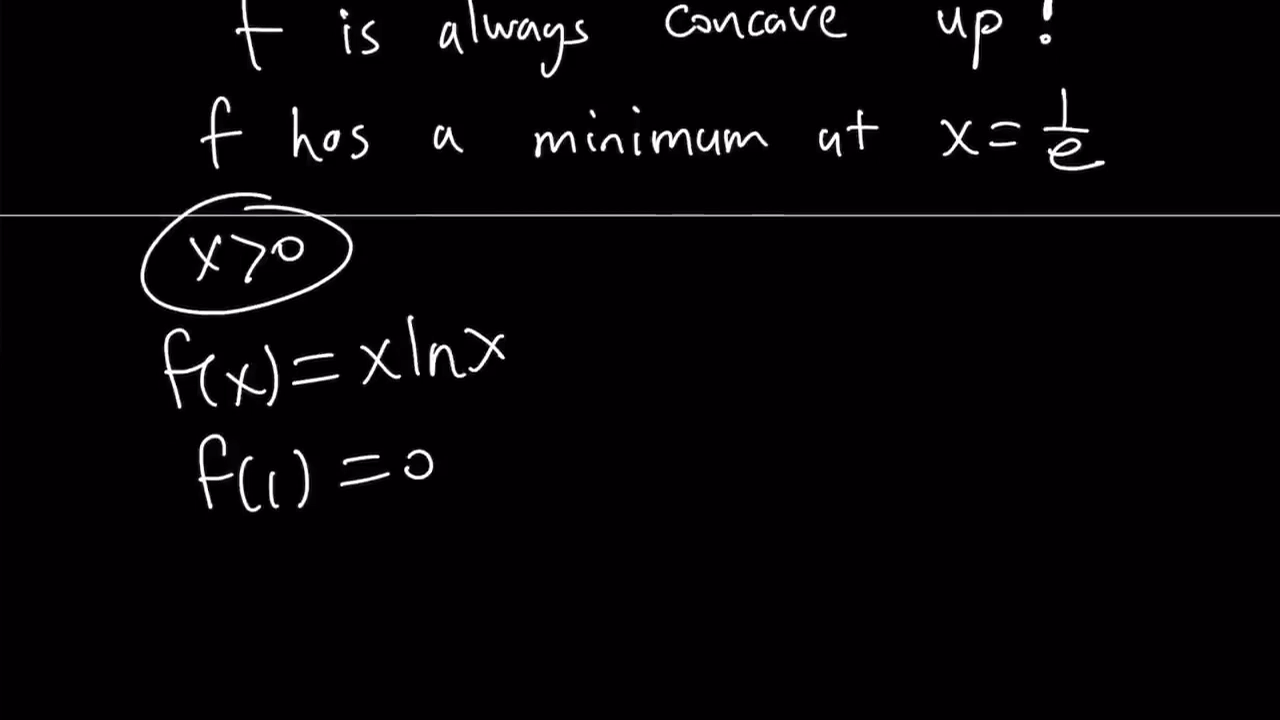 f is always concave up!
f has a minimum at x = 1/e
x > 0
f(x) = x ln x
f(1) = 0